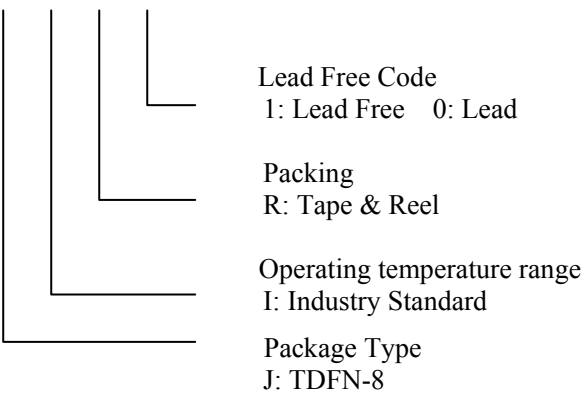 Lead Free Code
1: Lead Free 0: Lead
Packing
R: Tape & Reel
Operating temperature range
I: Industry Standard
Package Type
J: TDFN-8